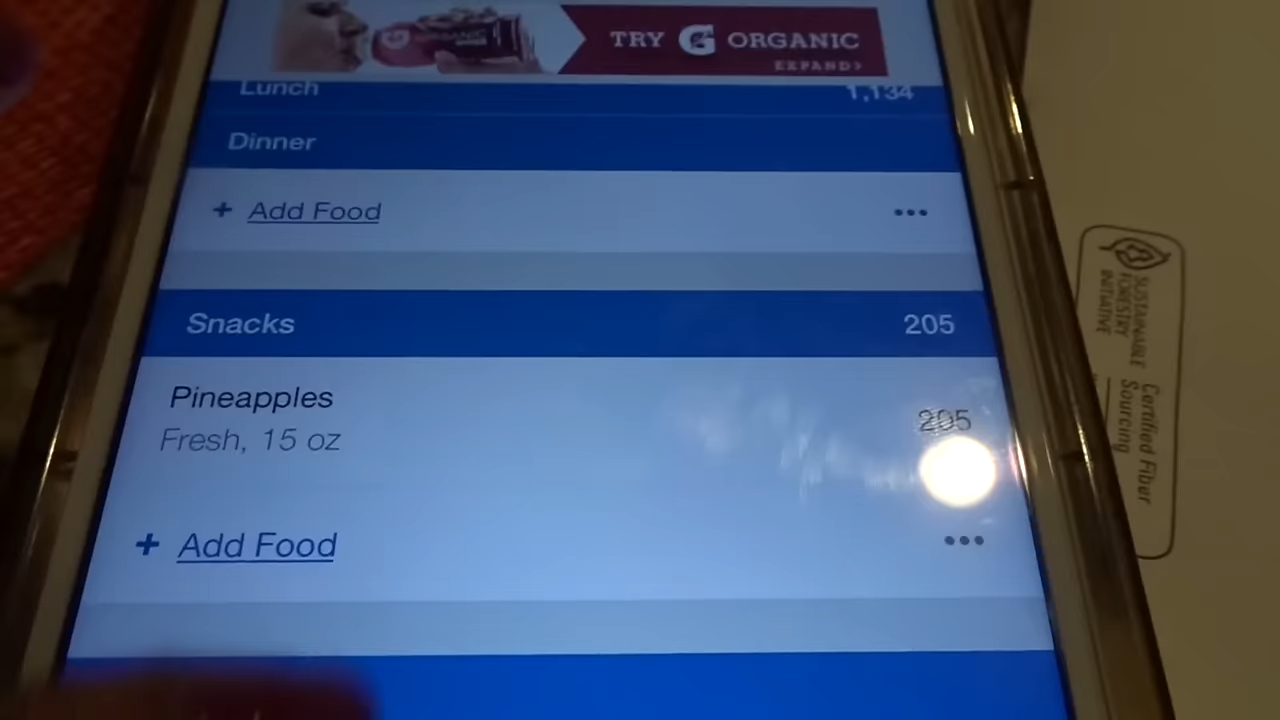 TRY G ORGANIC
EXPAND>
Lunch 1,134
Dinner
+ Add Food •••
Snacks 205
Pineapples 205
Fresh, 15 oz
+ Add Food •••
SUSTAINABLE
FORESTRY
INITIATIVE
Certified Fiber
Sourcing